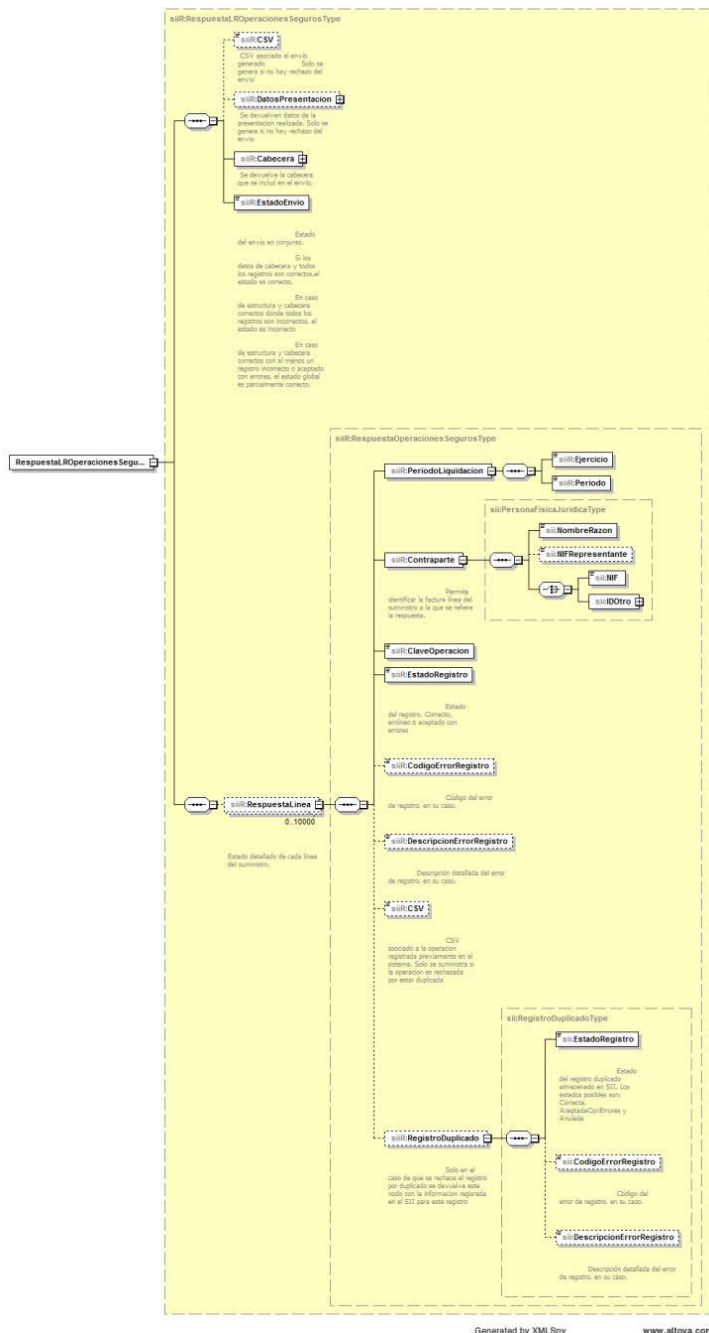 siiR:RespuestaLROperacionesSegurosType
siiR:CSV
CSV asociado al envío
generado Solo se
genera si no hay rechazo del
envio
siiR:DatosPresentacion
Se devuelven datos de la
presentacion realizada. Solo se
genera si no hay rechazo del
envio
siiR:Cabecera
Se devuelve la cabecera
que se incluó en el envío.
siiR:EstadoEnvio
Estado
del envío en conjunto.
Si los
datos de cabecera y todos
los registros son correctos,el
estado es correcto.
En caso
de estructura y cabecera
correctos donde todos los
registros son incorrectos, el
estado es incorrecto
En caso
de estructura y cabecera
correctos con al menos un
registro incorrecto o aceptado
con errores, el estado global
es parcialmente correcto.
RespuestaLROperacionesSegu...
siiR:RespuestaOperacionesSegurosType
siiR:PeriodoLiquidacion
siiR:Ejercicio
siiR:Periodo
sii:PersonaFisicaJuridicaType
siiR:Contraparte
sii:NombreRazon
sii:NIFRepresentante
sii:NIF
sii:IDOtro
Permite
identificar la factura línea del
suministro a la que se refiere
la respuesta.
siiR:ClaveOperacion
siiR:EstadoRegistro
Estado
del registro. Correcto,
erróneo o aceptado con
errores
siiR:CodigoErrorRegistro
Código del error
de registro, en su caso.
siiR:RespuestaLinea
0..10000
Estado detallado de cada línea
del suministro.
siiR:DescripcionErrorRegistro
Descripción detallada del error
de registro, en su caso.
siiR:CSV
CSV
asociado a la operacion
registrada previamente en el
sistema. Solo se suministra si
la operacion es rechazada
por estar duplicada
sii:RegistroDuplicadoType
sii:EstadoRegistro
Estado
del registro duplicado
almacenado en SII. Los
estados posibles son:
Correcta,
AceptadaConErrores y
Anulada
siiR:RegistroDuplicado
Solo en el
caso de que se rechace el registro
por duplicado se devuelve este
nodo con la informacion registrada
en el SII para este registro
sii:CodigoErrorRegistro
Código del
error de registro, en su caso.
sii:DescripcionErrorRegistro
Descripción detallada del error
de registro, en su caso.
Generated by XMLSpy
www.altova.com